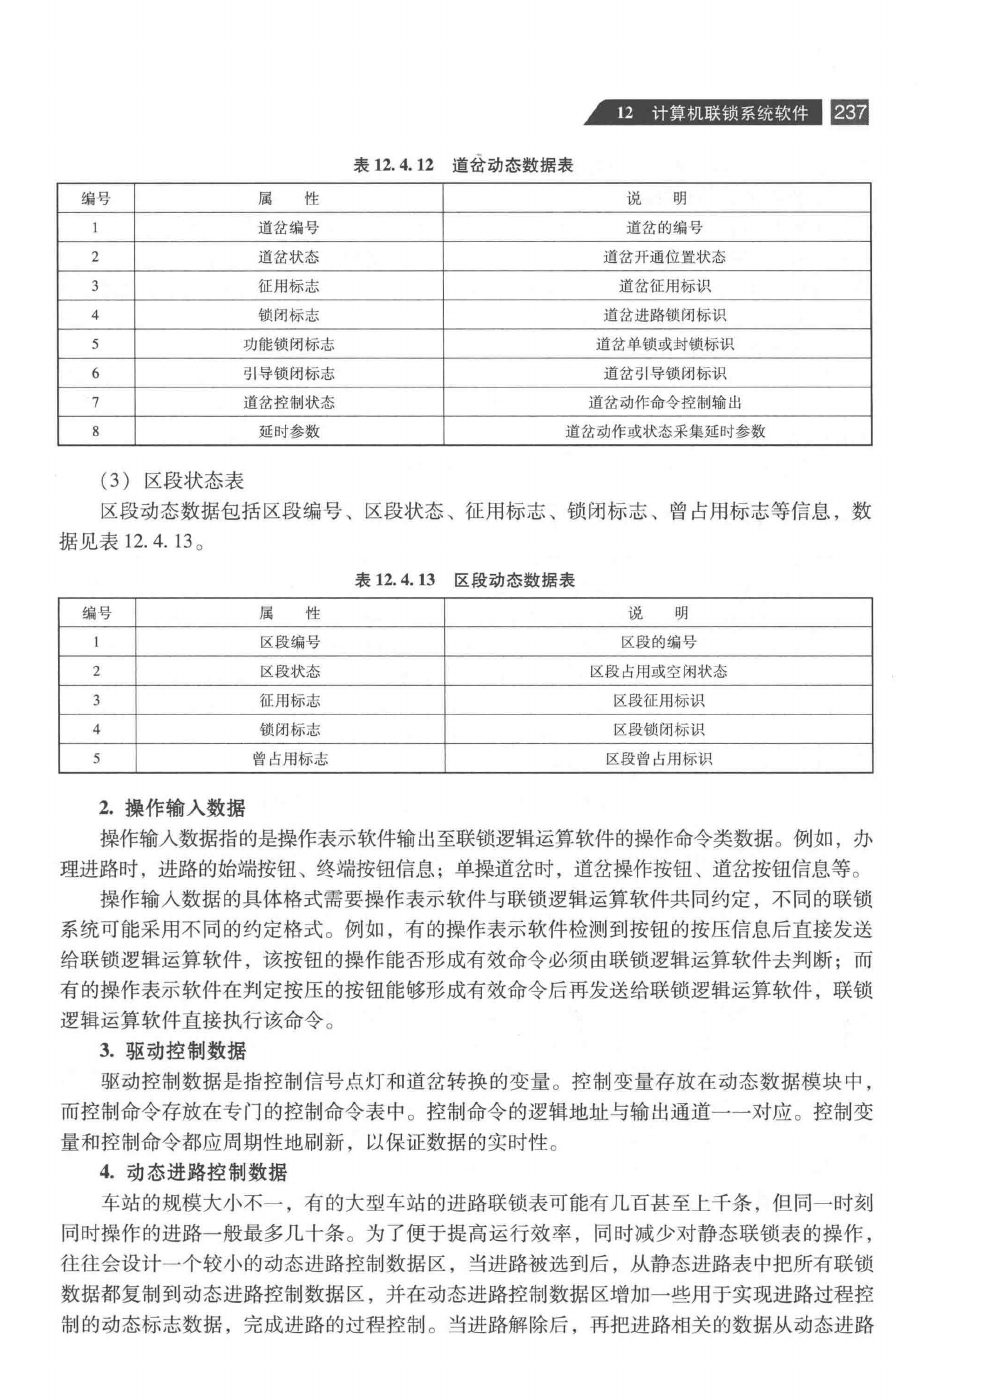 12 计算机联锁系统软件 237
表 12.4.12 道岔动态数据表
编号 属 性 说 明
1 道岔编号 道岔的编号
2 道岔状态 道岔开通位置状态
3 征用标志 道岔征用标识
4 锁闭标志 道岔进路锁闭标识
5 功能锁闭标志 道岔单锁或封锁标识
6 引导锁闭标志 道岔引导锁闭标识
7 道岔控制状态 道岔动作命令控制输出
8 延时参数 道岔动作或状态采集延时参数
（3）区段状态表
区段动态数据包括区段编号、区段状态、征用标志、锁闭标志、曾占用标志等信息，数
据见表 12.4.13。
表 12.4.13 区段动态数据表
编号 属 性 说 明
1 区段编号 区段的编号
2 区段状态 区段占用或空闲状态
3 征用标志 区段征用标识
4 锁闭标志 区段锁闭标识
5 曾占用标志 区段曾占用标识
2. 操作输入数据
操作输入数据指的是操作表示软件输出至联锁逻辑运算软件的操作命令类数据。例如，办
理进路时，进路的始端按钮、终端按钮信息；单操道岔时，道岔操作按钮、道岔按钮信息等。
操作输入数据的具体格式需要操作表示软件与联锁逻辑运算软件共同约定，不同的联锁
系统可能采用不同的约定格式。例如，有的操作表示软件检测到按钮的按压信息后直接发送
给联锁逻辑运算软件，该按钮的操作能否形成有效命令必须由联锁逻辑运算软件去判断；而
有的操作表示软件在判定按压的按钮能够形成有效命令后再发送给联锁逻辑运算软件，联锁
逻辑运算软件直接执行该命令。
3. 驱动控制数据
驱动控制数据是指控制信号点灯和道岔转换的变量。控制变量存放在动态数据模块中，
而控制命令存放在专门的控制命令表中。控制命令的逻辑地址与输出通道一一对应。控制变
量和控制命令都应周期性地刷新，以保证数据的实时性。
4. 动态进路控制数据
车站的规模大小不一，有的大型车站的进路联锁表可能有几百甚至上千条，但同一时刻
同时操作的进路一般最多几十条。为了便于提高运行效率，同时减少对静态联锁表的操作，
往往会设计一个较小的动态进路控制数据区，当进路被选到后，从静态进路表中把所有联锁
数据都复制到动态进路控制数据区，并在动态进路控制数据区增加一些用于实现进路过程控
制的动态标志数据，完成进路的过程控制。当进路解除后，再把进路相关的数据从动态进路